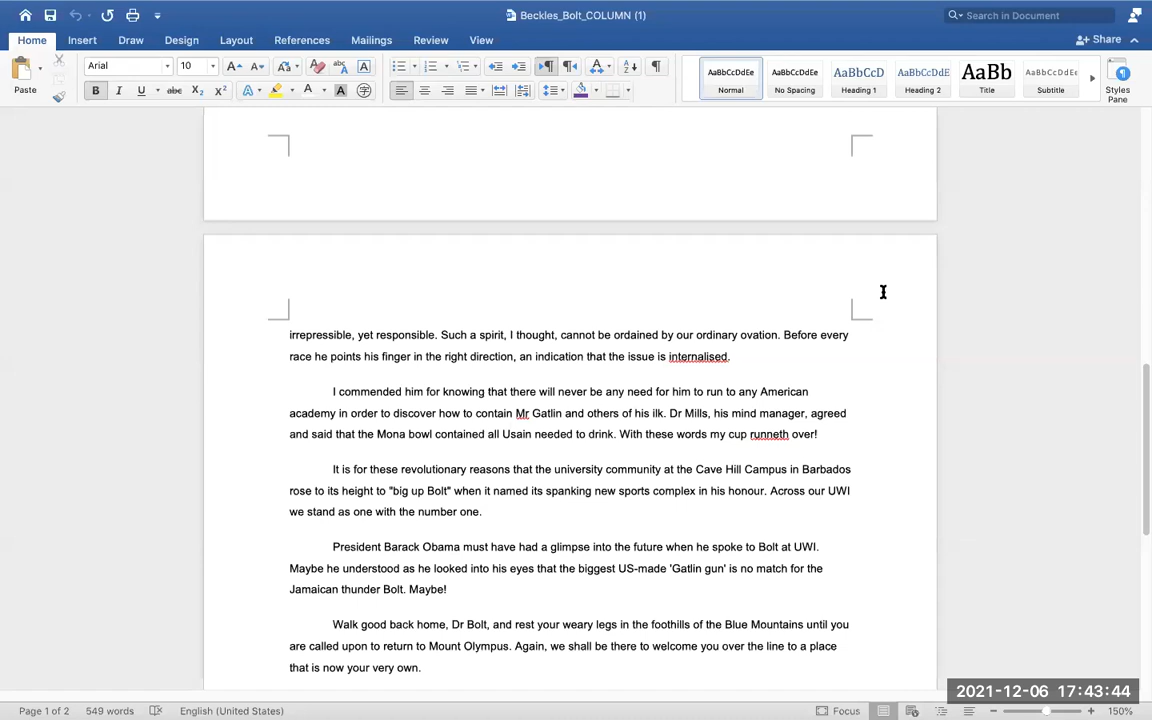 Beckles_Bolt_COLUMN (1)
Search in Document
Home Insert Draw Design Layout References Mailings Review View
Share
Paste
Arial 10
AaBbCcDdEe AaBbCcDdEe AaBbCcD AaBbCcDdE AaBb AaBbCcDdEe
Normal No Spacing Heading 1 Heading 2 Title Subtitle
Styles
Pane
irrepressible, yet responsible. Such a spirit, I thought, cannot be ordained by our ordinary ovation. Before every
race he points his finger in the right direction, an indication that the issue is internalised.
I commended him for knowing that there will never be any need for him to run to any American
academy in order to discover how to contain Mr Gatlin and others of his ilk. Dr Mills, his mind manager, agreed
and said that the Mona bowl contained all Usain needed to drink. With these words my cup runneth over!
It is for these revolutionary reasons that the university community at the Cave Hill Campus in Barbados
rose to its height to "big up Bolt" when it named its spanking new sports complex in his honour. Across our UWI
we stand as one with the number one.
President Barack Obama must have had a glimpse into the future when he spoke to Bolt at UWI.
Maybe he understood as he looked into his eyes that the biggest US-made 'Gatlin gun' is no match for the
Jamaican thunder Bolt. Maybe!
Walk good back home, Dr Bolt, and rest your weary legs in the foothills of the Blue Mountains until you
are called upon to return to Mount Olympus. Again, we shall be there to welcome you over the line to a place
that is now your very own.
2021-12-06 17:43:44
Page 1 of 2 549 words English (United States) Focus 150%